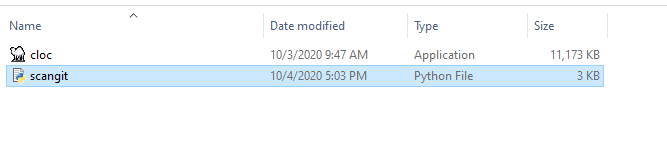 Name Date modified Type Size
cloc 10/3/2020 9:47 AM Application 11,173 KB
scangit 10/4/2020 5:03 PM Python File 3 KB